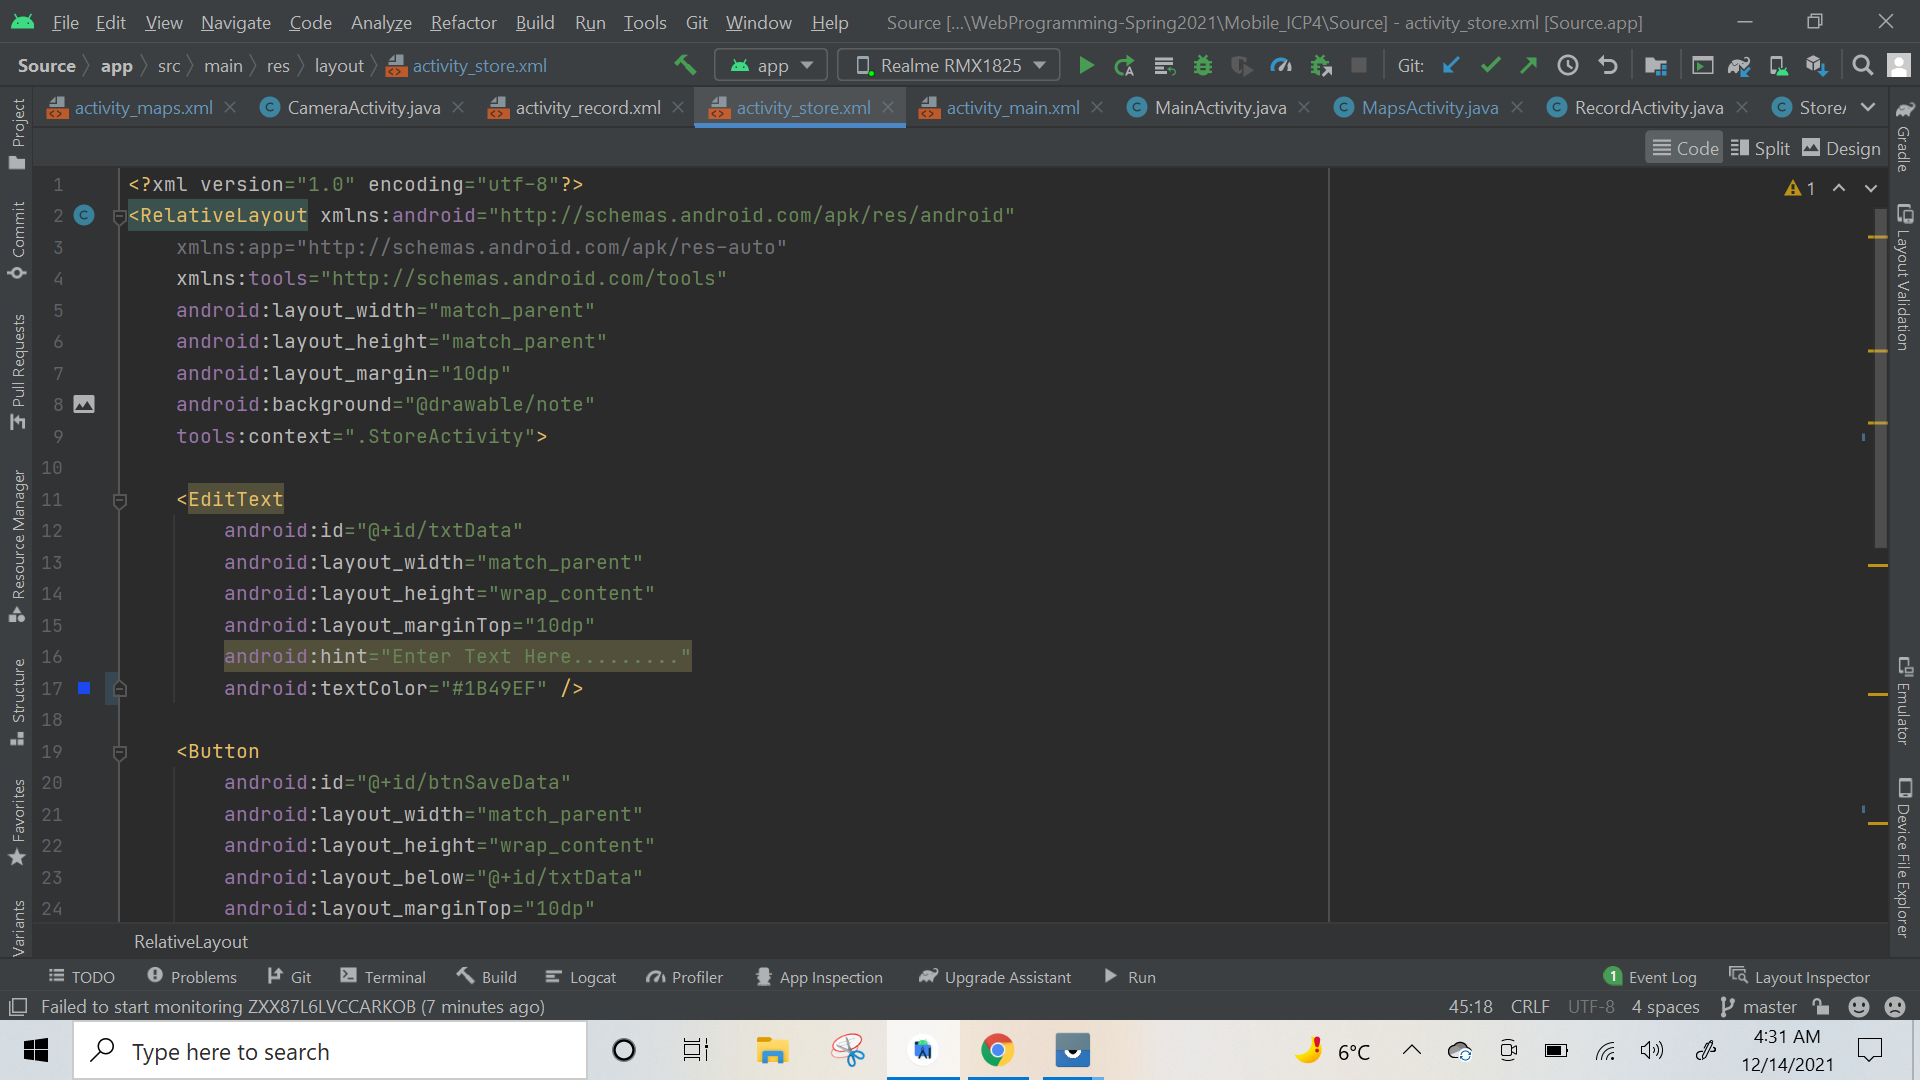 File Edit View Navigate Code Analyze Refactor Build Run Tools Git Window Help Source [...\WebProgramming-Spring2021\Mobile_ICP4\Source] - activity_store.xml [Source.app]
Source app src main res layout activity_store.xml app Realme RMX1825 Git:
activity_maps.xml CameraActivity.java activity_record.xml activity_store.xml activity_main.xml MainActivity.java MapsActivity.java RecordActivity.java Store
Code Split Design
1
1 <?xml version="1.0" encoding="utf-8"?>
2 <RelativeLayout xmlns:android="http://schemas.android.com/apk/res/android"
3 xmlns:app="http://schemas.android.com/apk/res-auto"
4 xmlns:tools="http://schemas.android.com/tools"
5 android:layout_width="match_parent"
6 android:layout_height="match_parent"
7 android:layout_margin="10dp"
8 android:background="@drawable/note"
9 tools:context=".StoreActivity">
10
11 <EditText
12 android:id="@+id/txtData"
13 android:layout_width="match_parent"
14 android:layout_height="wrap_content"
15 android:layout_marginTop="10dp"
16 android:hint="Enter Text Here........."
17 android:textColor="#1B49EF" />
18
19 <Button
20 android:id="@+id/btnSaveData"
21 android:layout_width="match_parent"
22 android:layout_height="wrap_content"
23 android:layout_below="@+id/txtData"
24 android:layout_marginTop="10dp"
RelativeLayout
Project
Commit
Pull Requests
Resource Manager
Structure
Favorites
Variants
Gradle
Layout Validation
Emulator
Device File Explorer
TODO Problems Git Terminal Build Logcat Profiler App Inspection Upgrade Assistant Run 1 Event Log Layout Inspector
Failed to start monitoring ZXX87L6LVCCARKOB (7 minutes ago) 45:18 CRLF UTF-8 4 spaces master
Type here to search 6°C 4:31 AM
12/14/2021